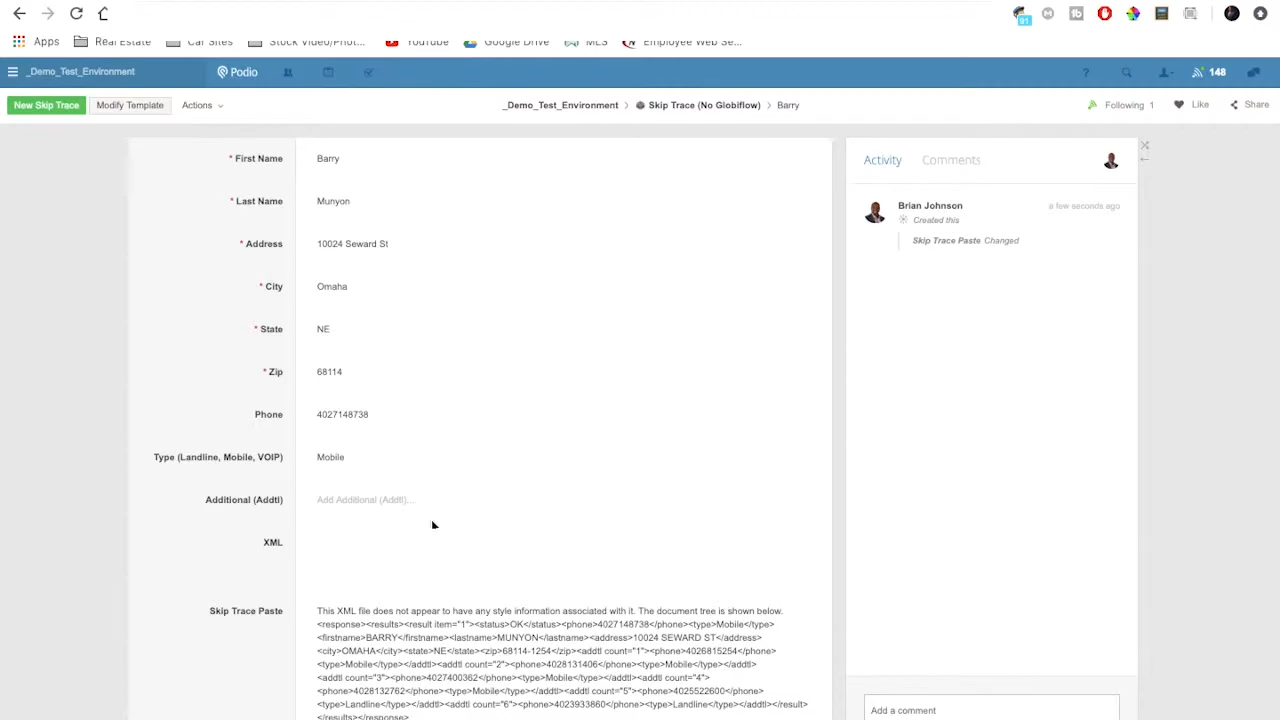 91
Apps Real Estate Car Sites Stock Video/Phot... YouTube Google Drive MLS Employee Web Se...
_Demo_Test_Environment Podio ? 148
New Skip Trace Modify Template Actions _Demo_Test_Environment > Skip Trace (No Globiflow) > Barry Following 1 Like Share
* First Name Barry
* Last Name Munyon
* Address 10024 Seward St
* City Omaha
* State NE
* Zip 68114
Phone 4027148738
Type (Landline, Mobile, VOIP) Mobile
Additional (Addtl) Add Additional (Addtl)...
XML
Skip Trace Paste This XML file does not appear to have any style information associated with it. The document tree is shown below.
<response><results><result item="1"><status>OK</status><phone>4027148738</phone><type>Mobile</type>
<firstname>BARRY</firstname><lastname>MUNYON</lastname><address>10024 SEWARD ST</address>
<city>OMAHA</city><state>NE</state><zip>68114-1254</zip><addtl count="1"><phone>4026815254</phone>
<type>Mobile</type></addtl><addtl count="2"><phone>4028131406</phone><type>Mobile</type></addtl>
<addtl count="3"><phone>4027400362</phone><type>Mobile</type></addtl><addtl count="4">
<phone>4028132762</phone><type>Mobile</type></addtl><addtl count="5"><phone>4025522600</phone>
<type>Landline</type></addtl><addtl count="6"><phone>4023933860</phone><type>Landline</type></addtl></result>
</results></response>
Activity Comments
Brian Johnson a few seconds ago
Created this
Skip Trace Paste Changed
Add a comment